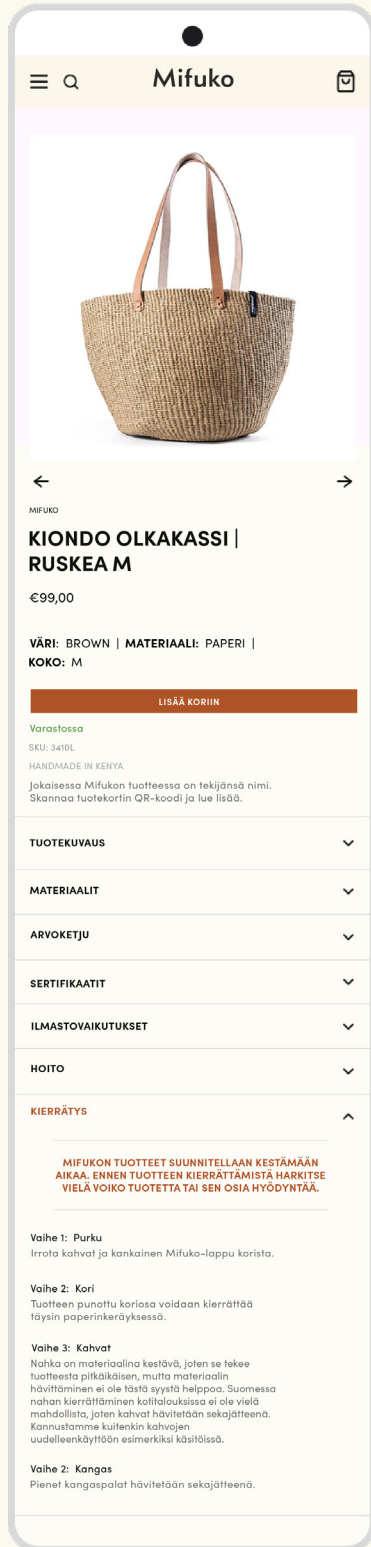 Mifuko
MIFUKO
KIONDO OLKAKASSI |
RUSKEA M
€99,00
VÄRI: BROWN | MATERIAALI: PAPERI |
KOKO: M
LISÄÄ KORIIN
Varastossa
SKU: 3410L
HANDMADE IN KENYA
Jokaisessa Mifukon tuotteessa on tekijänsä nimi.
Skannaa tuotekortin QR-koodi ja lue lisää.
TUOTEKUVAUS
MATERIAALIT
ARVOKETJU
SERTIFIKAATIT
ILMASTOVAIKUTUKSET
HOITO
KIERRÄTYS
MIFUKON TUOTTEET SUUNNITELLAAN KESTÄMÄÄN
AIKAA. ENNEN TUOTTEEN KIERRÄTTÄMISTÄ HARKITSE
VIELÄ VOIKO TUOTETTA TAI SEN OSIA HYÖDYNTÄÄ.
Vaihe 1: Purku
Irrota kahvat ja kankainen Mifuko-lappu korista.
Vaihe 2: Kori
Tuotteen punottu koriosa voidaan kierrättää
täysin paperinkeräyksessä.
Vaihe 3: Kahvat
Nahka on materiaalina kestävä, joten se tekee
tuotteesta pitkäikäisen, mutta materiaalin
hävittäminen ei ole tästä syystä helppoa. Suomessa
nahan kierrättäminen kotitalouksissa ei ole vielä
mahdollista, joten kahvat hävitetään sekajätteenä.
Kannustamme kuitenkin kahvojen
uudelleenkäyttöön esimerkiksi käsitöissä.
Vaihe 2: Kangas
Pienet kangaspalat hävitetään sekajätteenä.